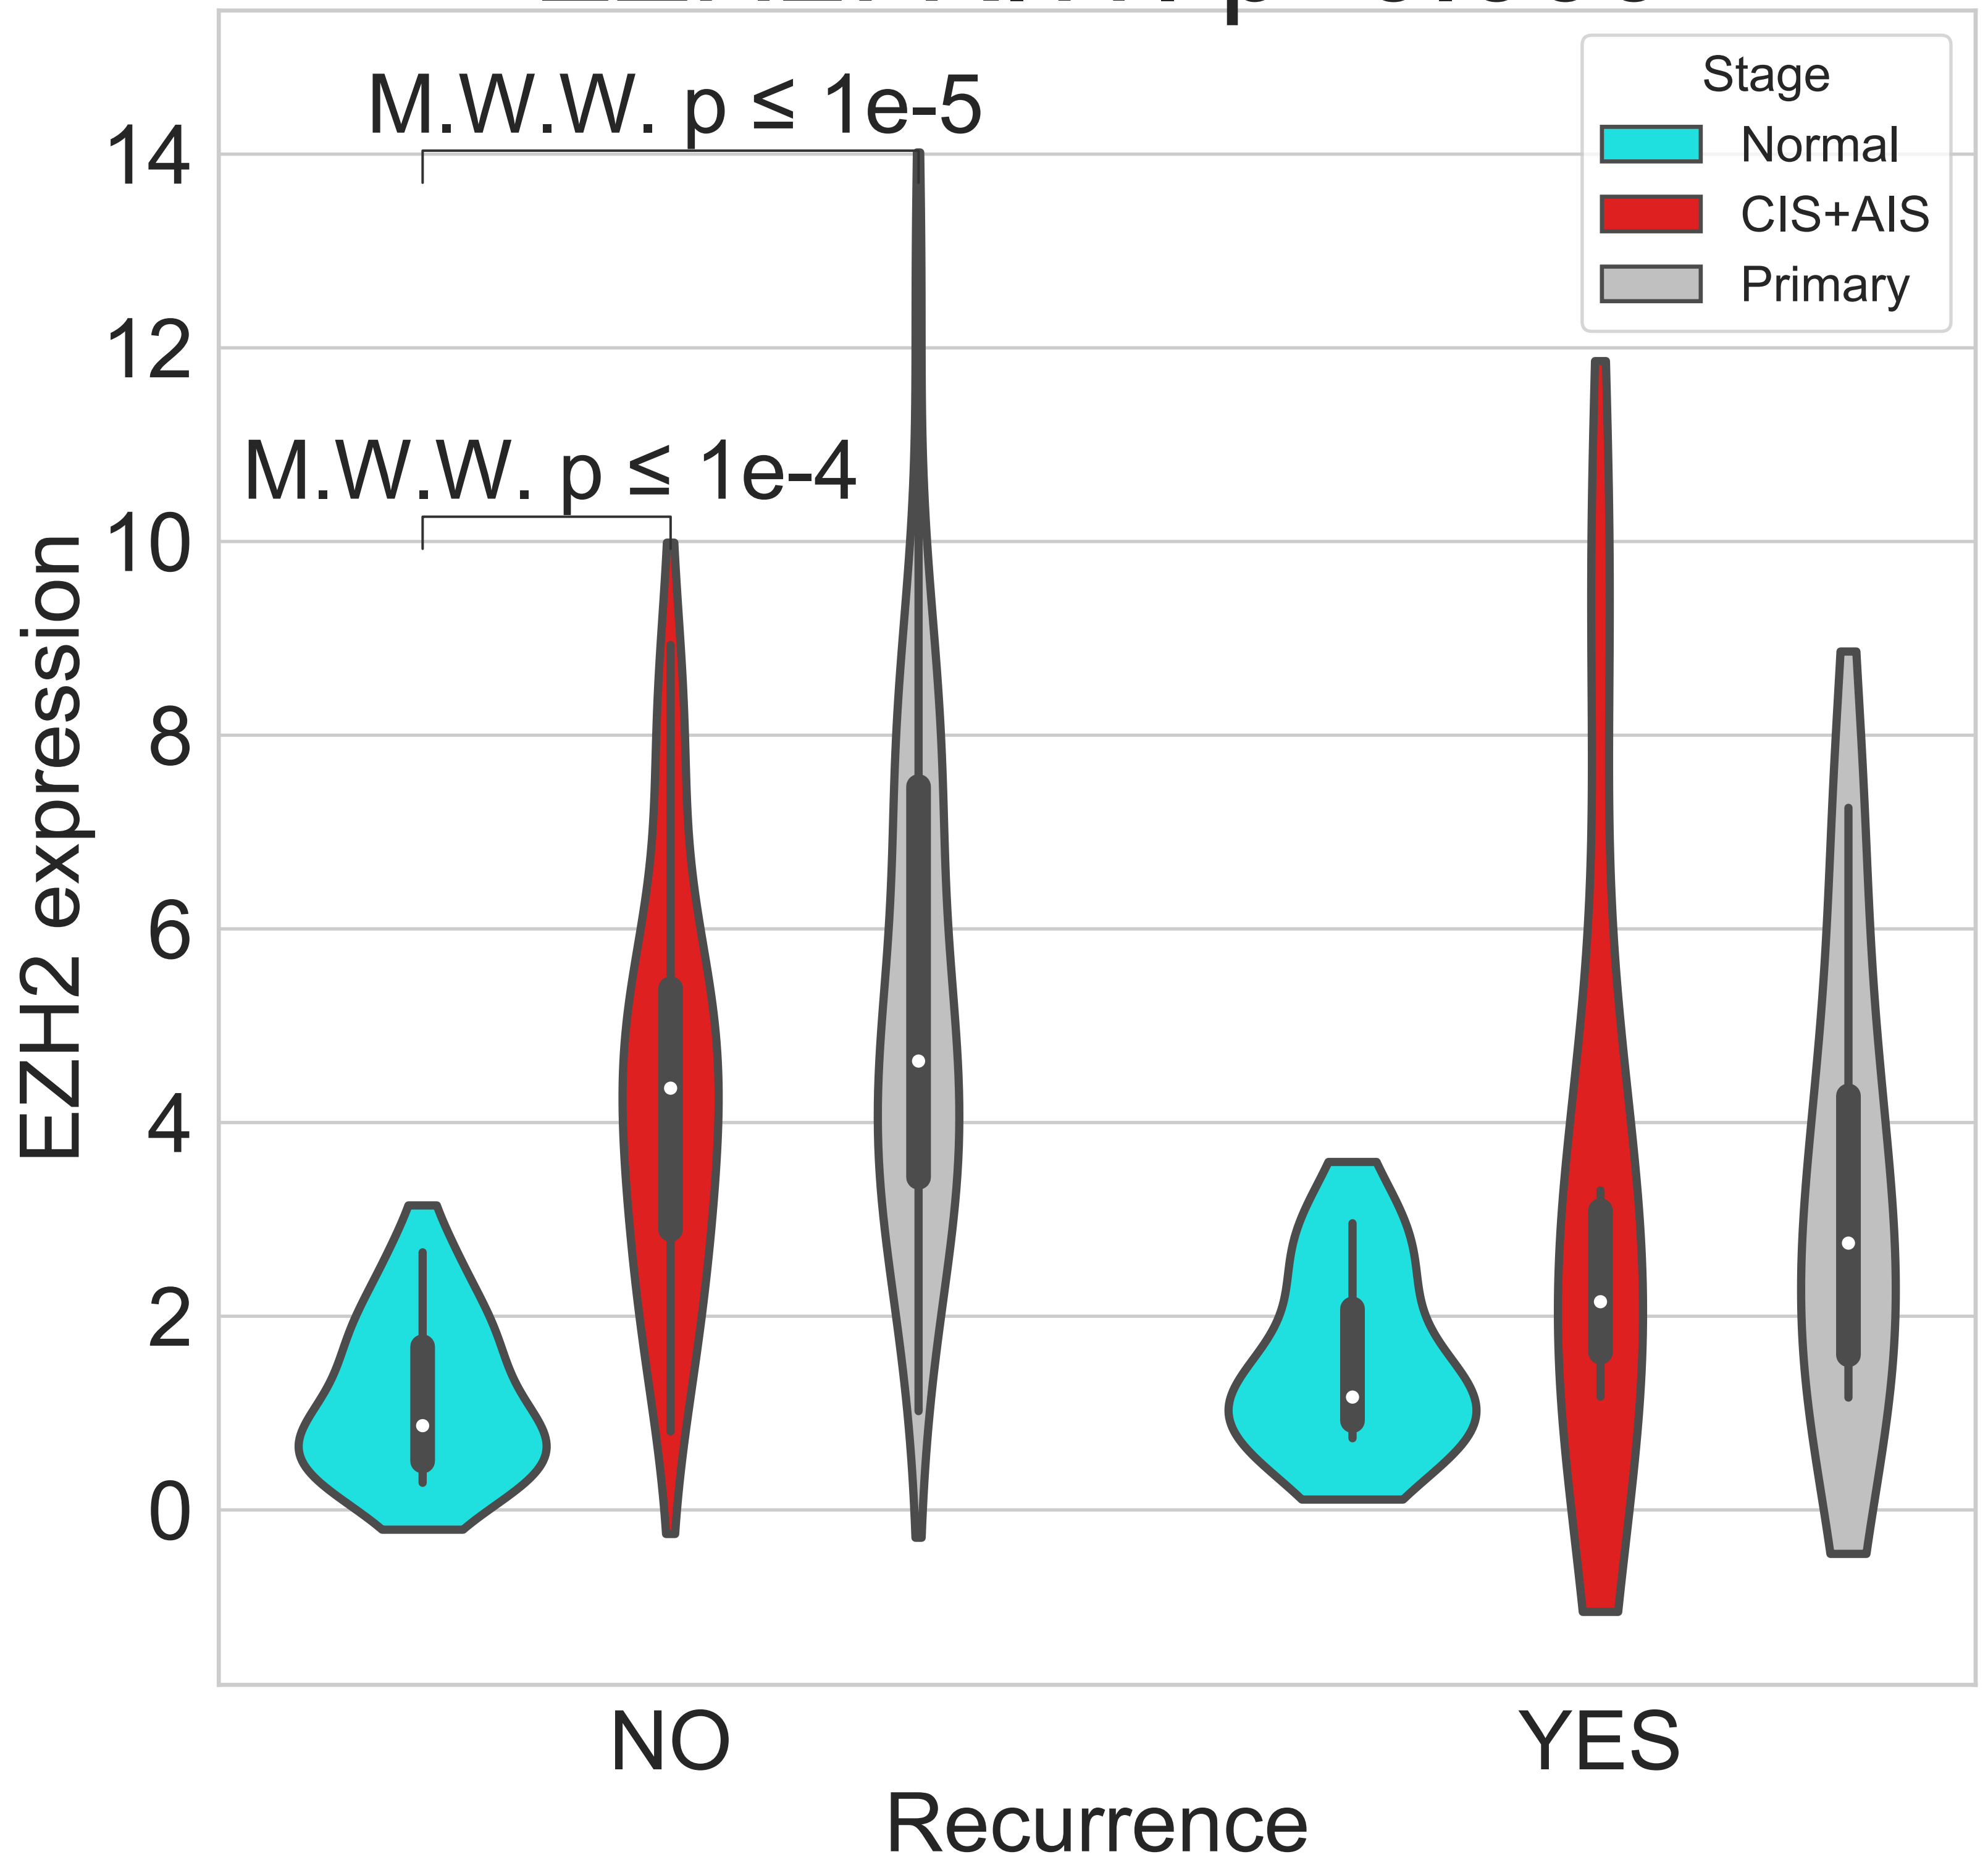 M.W.W. p ≤ 1e-5
M.W.W. p ≤ 1e-4
Stage
Normal
CIS+AIS
Primary
14
12
10
8
6
4
2
0
EZH2 expression
NO
YES
Recurrence